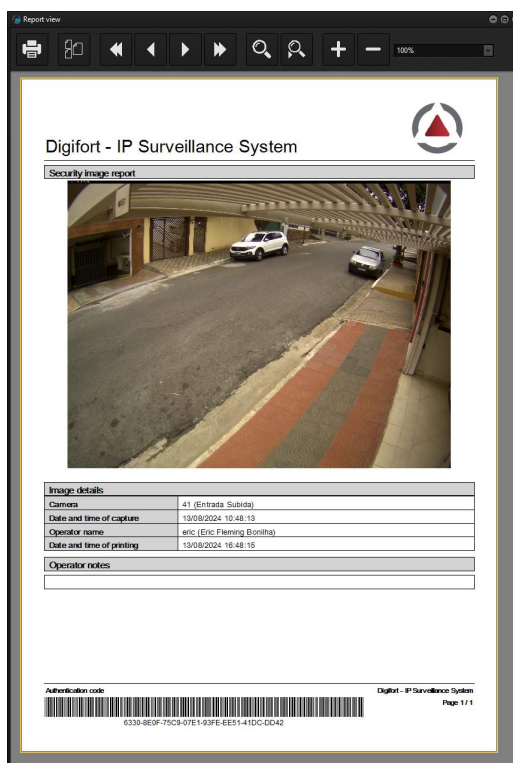 Report view
100%
Digifort - IP Surveillance System
Security image report
Image details
Camera 41 (Entrada Subida)
Date and time of capture 13/08/2024 10:48:13
Operator name eric (Eric Fleming Bonilha)
Date and time of printing 13/08/2024 16:48:15
Operator notes
Authentication code Digifort - IP Surveillance System
Page 1 / 1
6330-8E0F-75C9-07E1-93FE-EE51-41DC-DD42